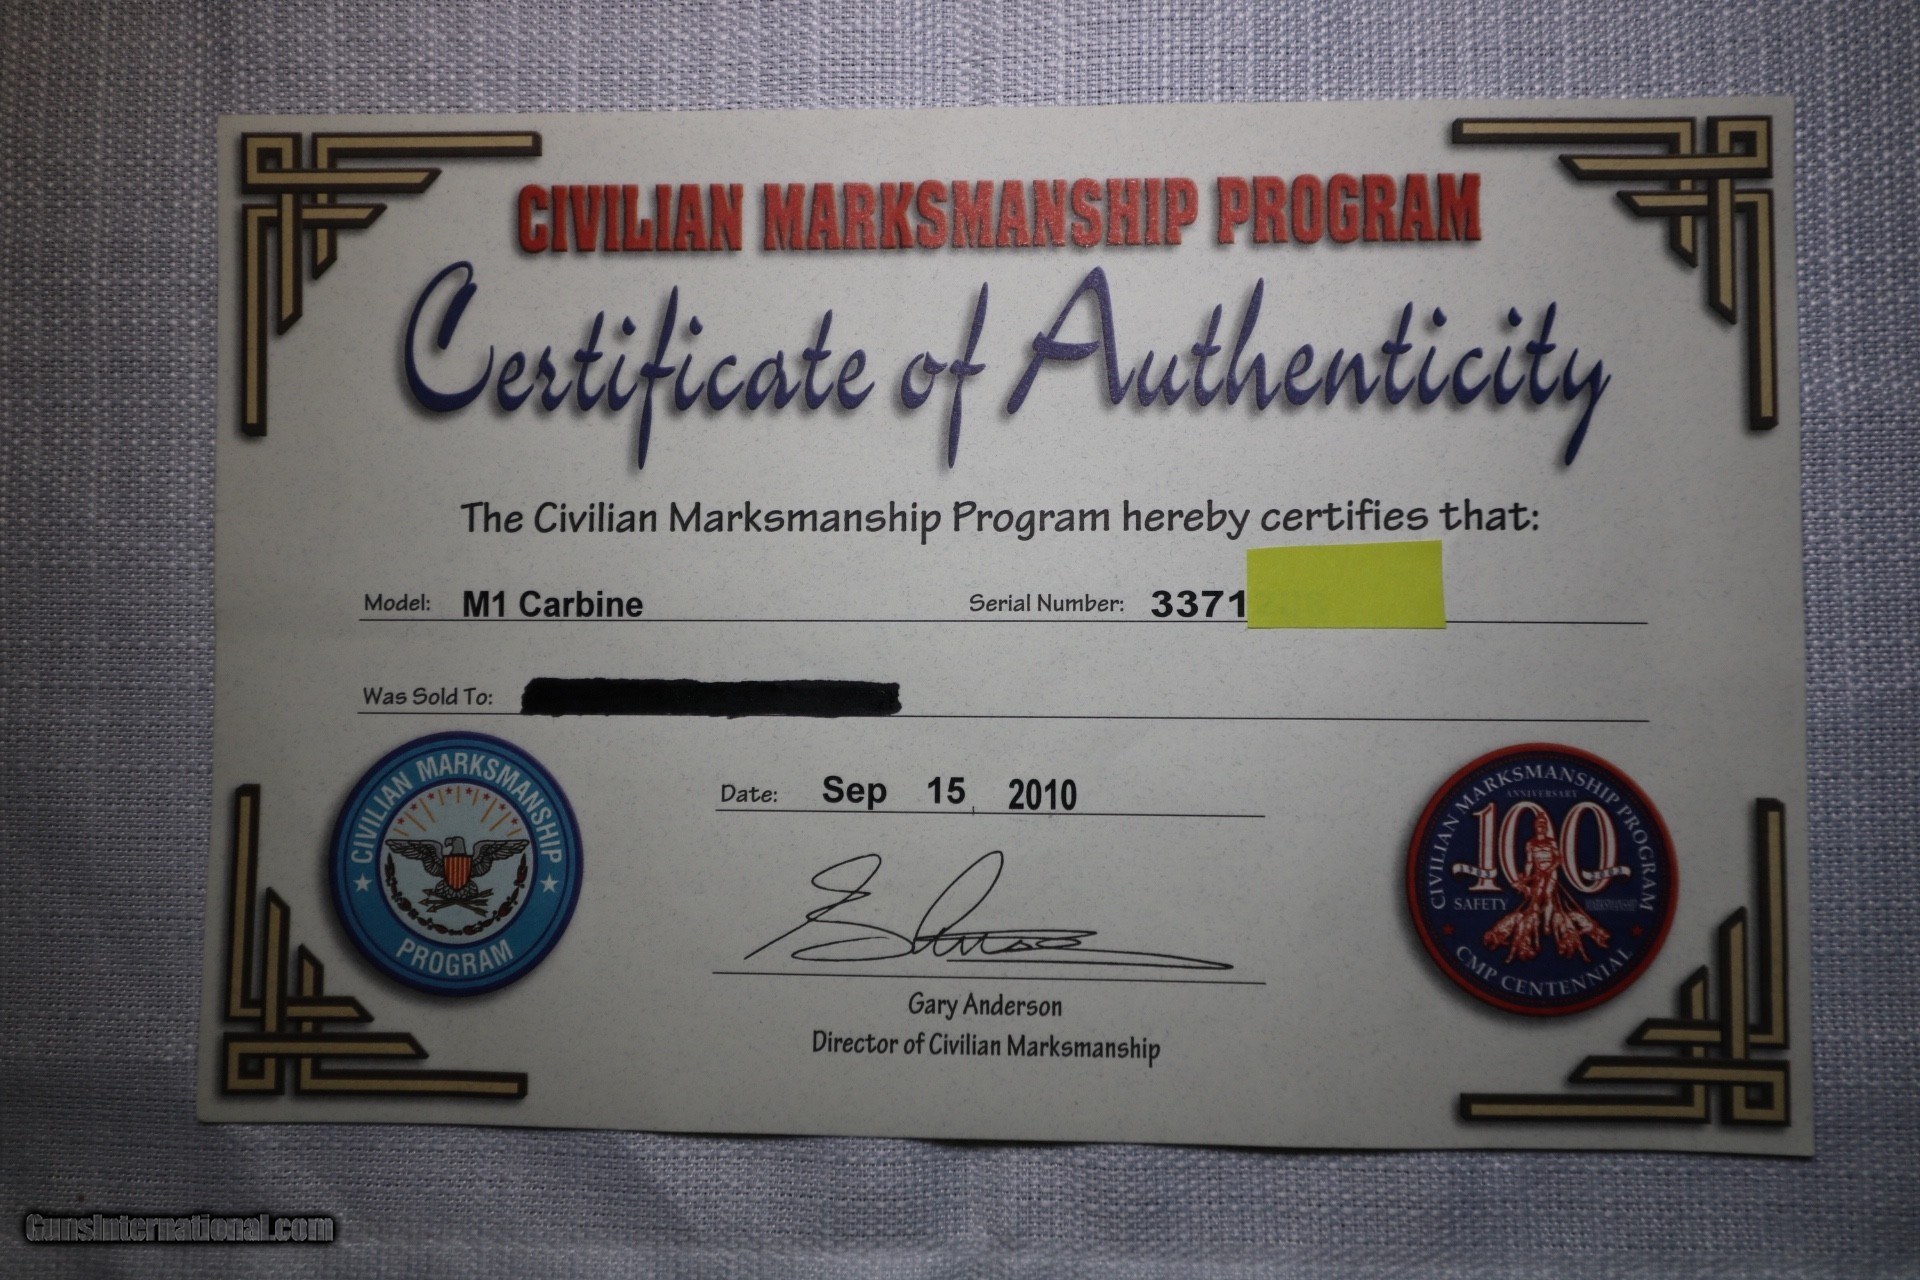 CIVILIAN MARKSMANSHIP PROGRAM
Certificate of Authenticity
The Civilian Marksmanship Program hereby certifies that:
Model: M1 Carbine Serial Number: 3371
Was Sold To:
Date: Sep 15, 2010
Gary Anderson
Director of Civilian Marksmanship
CIVILIAN MARKSMANSHIP
PROGRAM
CIVILIAN MARKSMANSHIP PROGRAM
ANNIVERSARY
100
SAFETY
CMP CENTENNIAL
GunsInternational.com